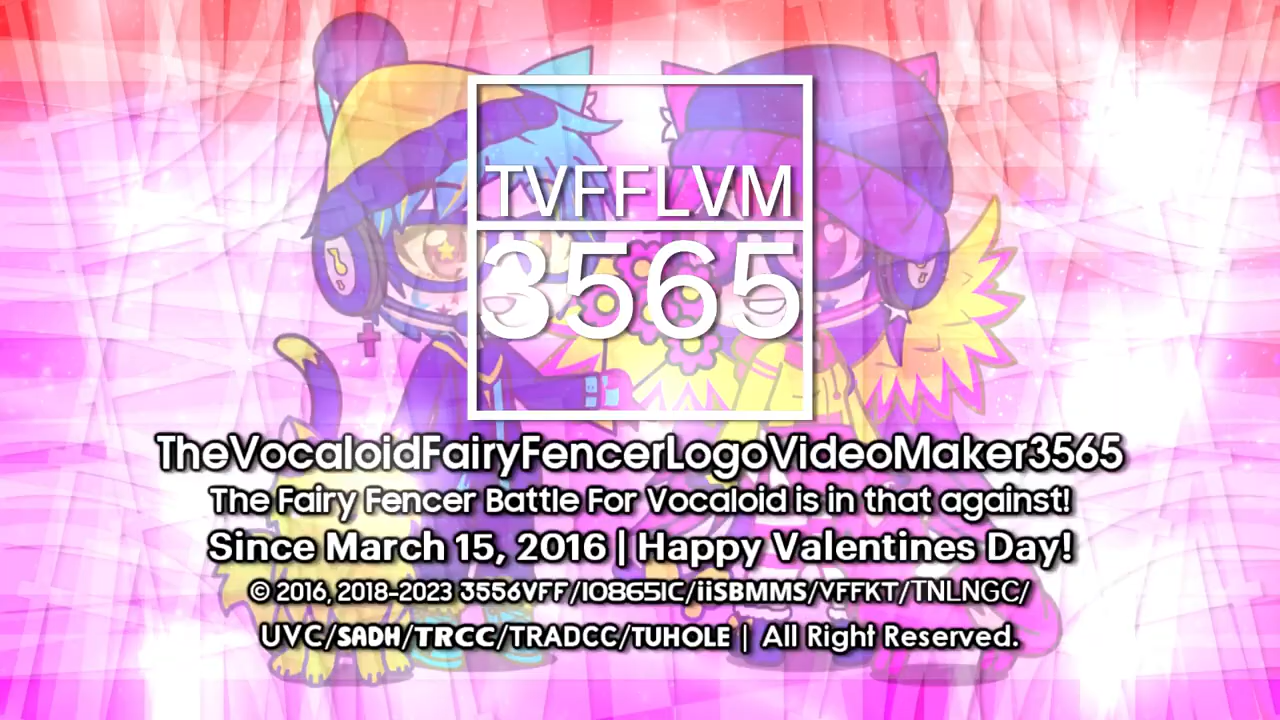 TVFFLVM
3565
TheVocaloidFairyFencerLogoVideoMaker3565
The Fairy Fencer Battle For Vocaloid is in that against!
Since March 15, 2016 | Happy Valentines Day!
© 2016, 2018-2023 3556VFF/IO865IC/iiSBMMS/VFFKT/TNLNGC/
UVC/SADH/TRCC/TRADCC/TUHOLE | All Right Reserved.